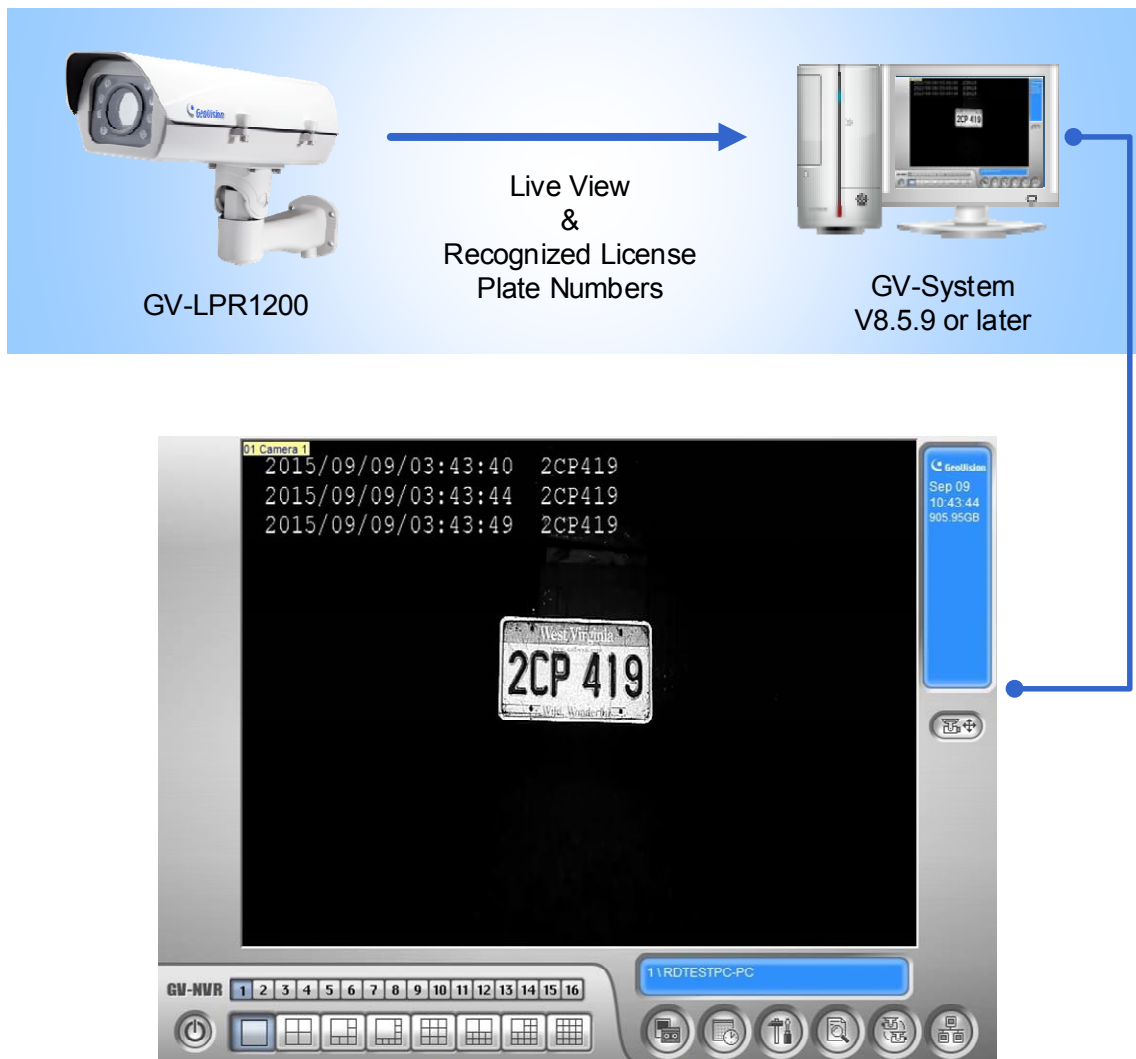 GeoVision
Live View
&
Recognized License
Plate Numbers
GV-LPR1200
GV-System
V8.5.9 or later
01 Camera 1
2015/09/09/03:43:40 2CP419
2015/09/09/03:43:44 2CP419
2015/09/09/03:43:49 2CP419
West Virginia
2CP 419
Wild, Wonderful
GeoVision
Sep 09
10:43:44
905.95GB
1 \ RDTESTPC-PC
GV-NVR 1 2 3 4 5 6 7 8 9 10 11 12 13 14 15 16